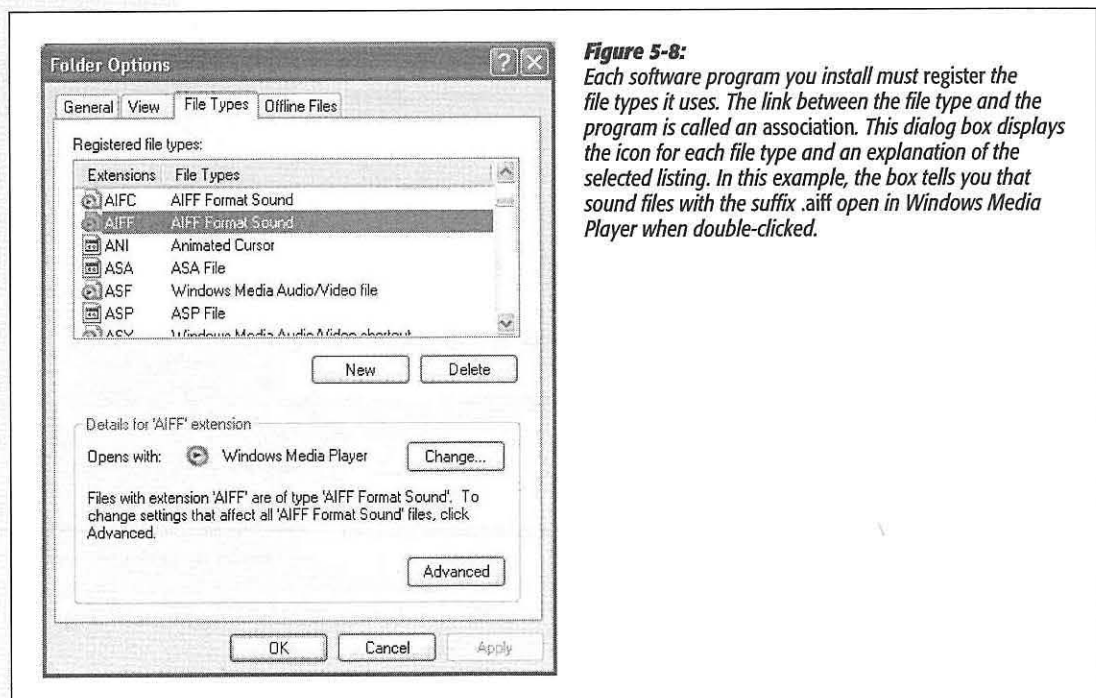 Folder Options
General View File Types Offline Files
Registered file types:
Extensions File Types
AIFC AIFF Format Sound
AIFF AIFF Format Sound
ANI Animated Cursor
ASA ASA File
ASF Windows Media Audio/Video file
ASP ASP File
ASX Windows Media Audio/Video shortcut
New Delete
Details for 'AIFF' extension
Opens with: Windows Media Player Change...
Files with extension 'AIFF' are of type 'AIFF Format Sound'. To
change settings that affect all 'AIFF Format Sound' files, click
Advanced.
Advanced
OK Cancel Apply
Figure 5-8:
Each software program you install must register the
file types it uses. The link between the file type and the
program is called an association. This dialog box displays
the icon for each file type and an explanation of the
selected listing. In this example, the box tells you that
sound files with the suffix .aiff open in Windows Media
Player when double-clicked.